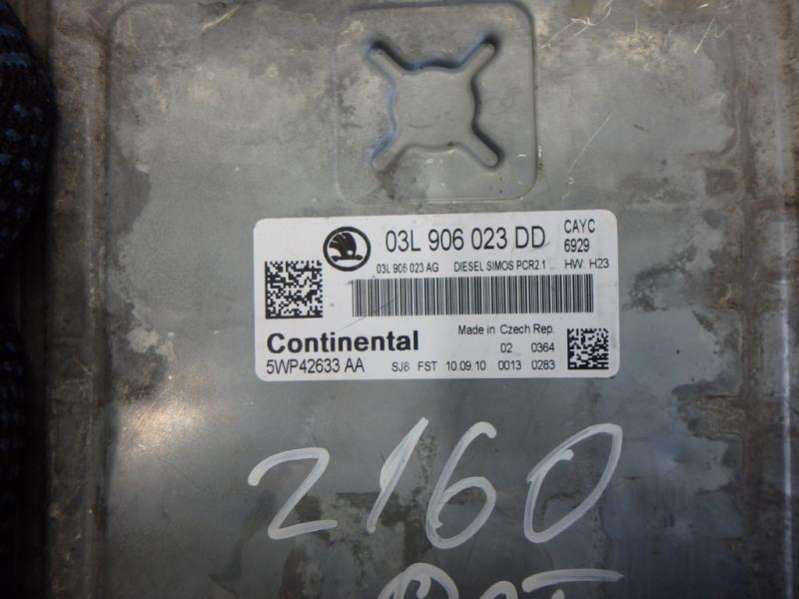 03L 906 023 DD CAYC
6929
03L 906 023 AG DIESEL SIMOS PCR2.1 HW: H23
Continental
Made in Czech Rep.
02 0364
5WP42633 AA SJ6 FST 10.09.10 0013 0283
2160